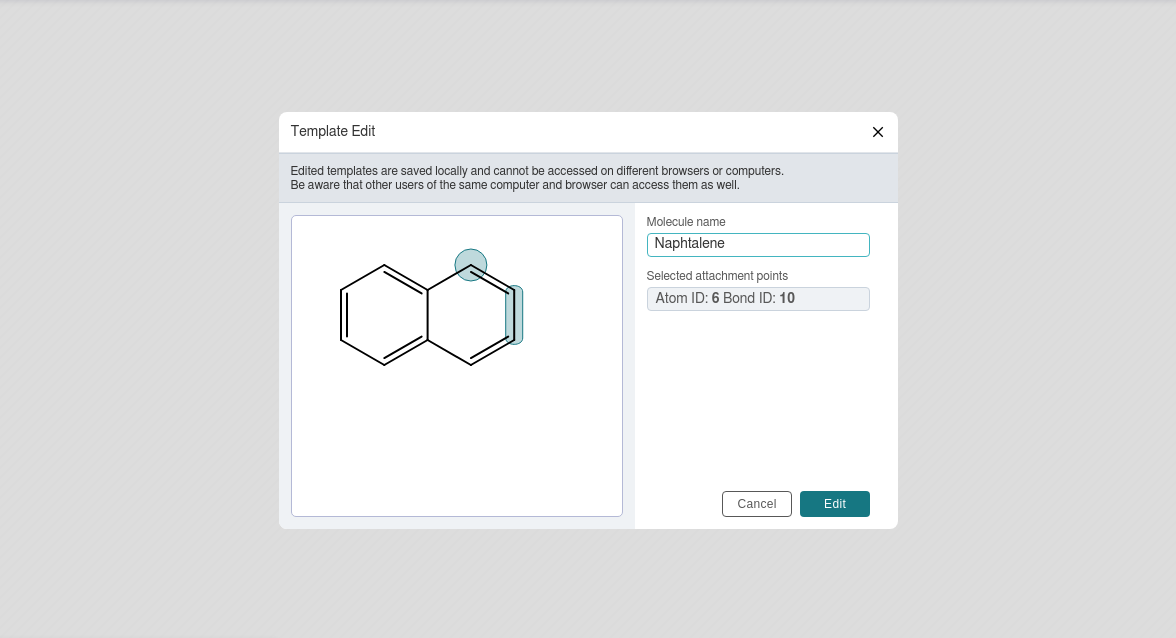 Template Edit
Edited templates are saved locally and cannot be accessed on different browsers or computers.
Be aware that other users of the same computer and browser can access them as well.
Molecule name
Naphtalene
Selected attachment points
Atom ID: 6 Bond ID: 10
Cancel
Edit